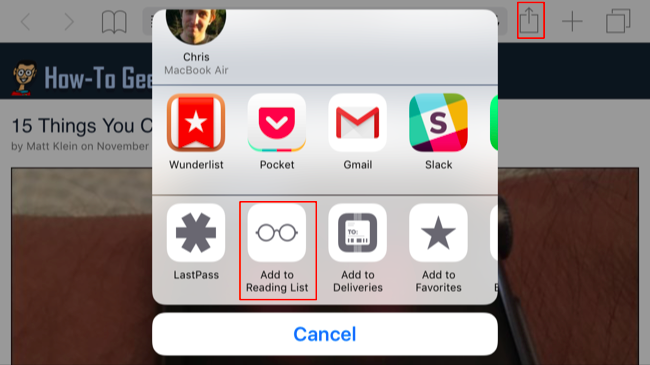 How-To Gee
15 Things You C
by Matt Klein on November
Chris
MacBook Air
Wunderlist
Pocket
Gmail
Slack
TO:
LastPass
Add to
Reading List
Add to
Deliveries
Add to
Favorites
Cancel